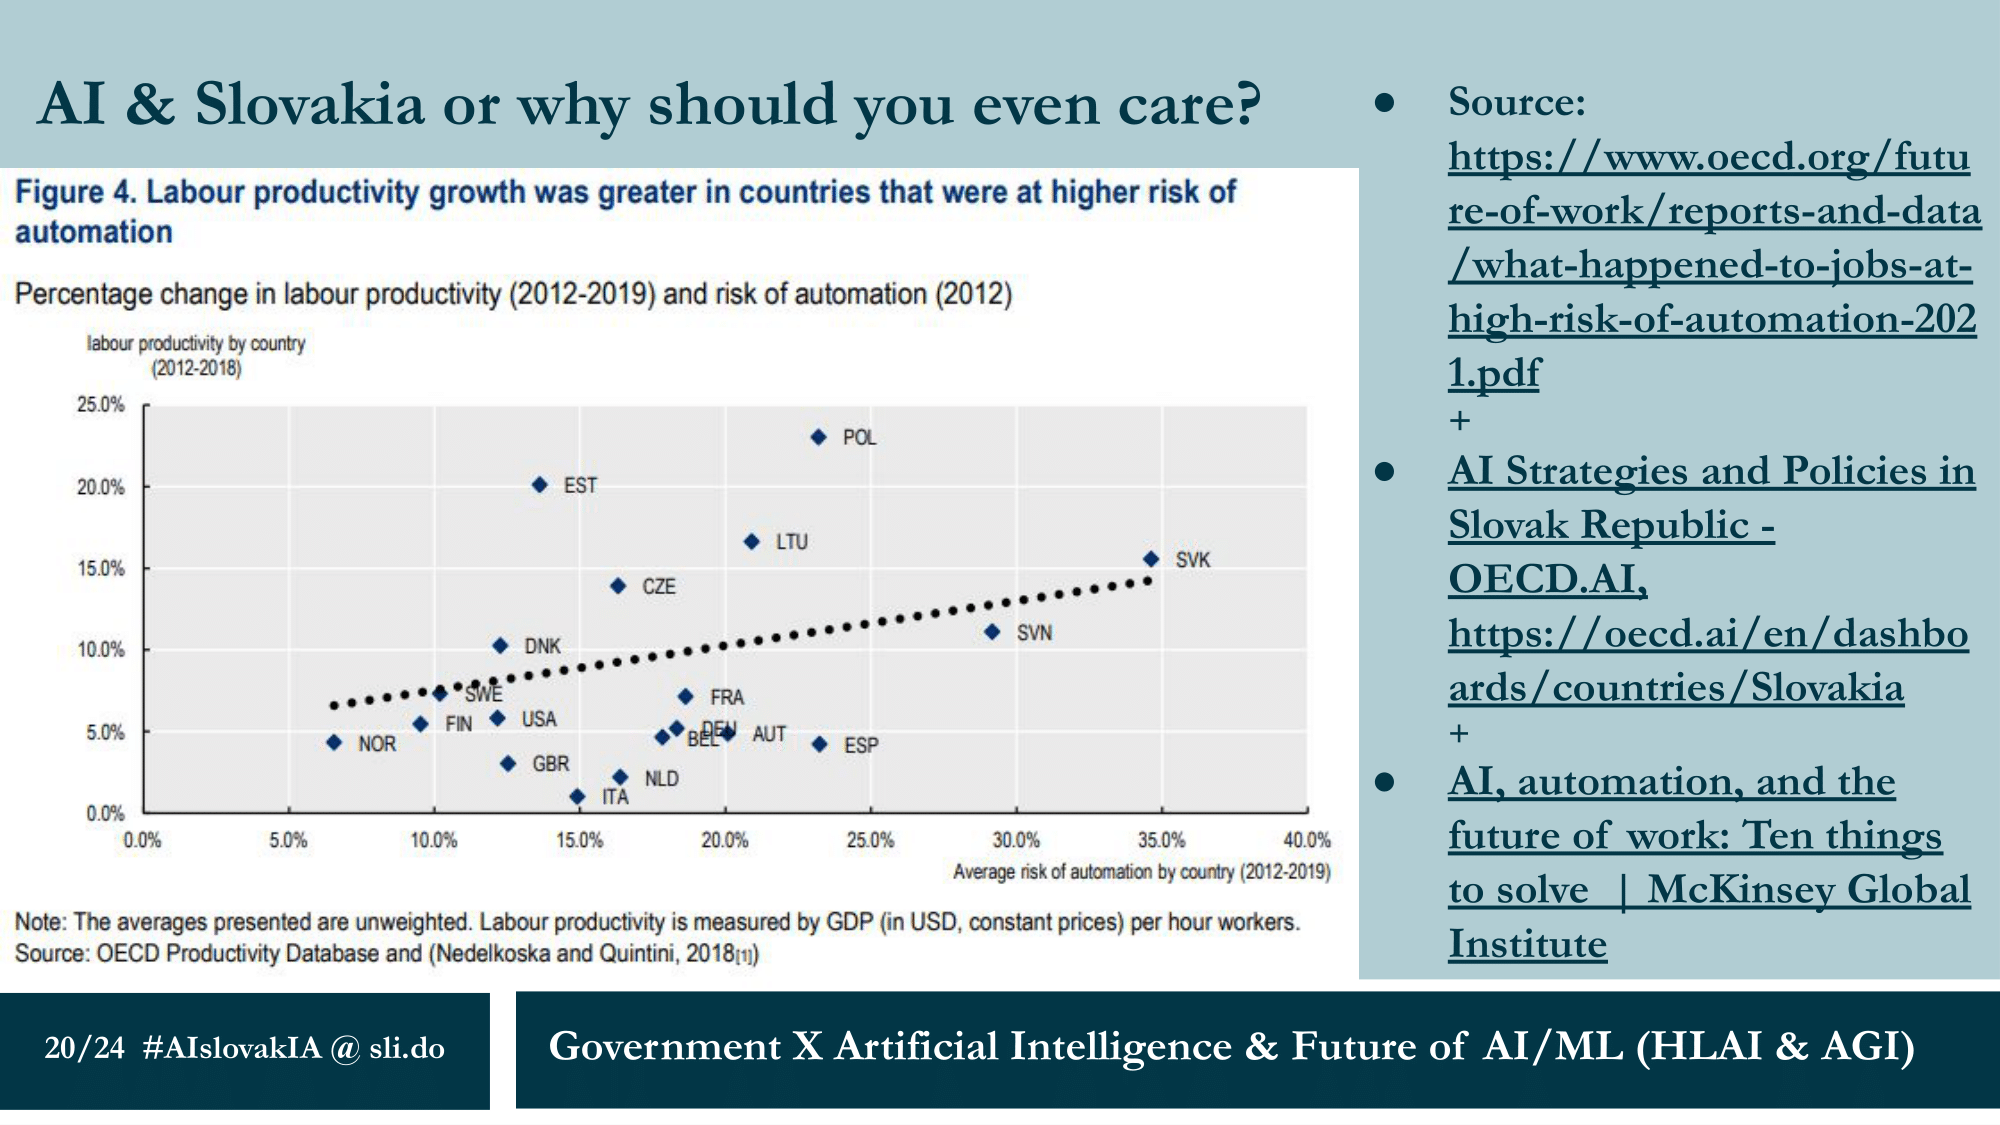 AI & Slovakia or why should you even care?
Figure 4. Labour productivity growth was greater in countries that were at higher risk of
automation
Percentage change in labour productivity (2012-2019) and risk of automation (2012)
labour productivity by country
(2012-2018)
25.0%
20.0%
15.0%
10.0%
5.0%
0.0%
POL
EST
LTU
SVK
CZE
SVN
DNK
SWE
FRA
USA
FIN
DEU
BEL
AUT
NOR
ESP
GBR
NLD
ITA
0.0%
5.0%
10.0%
15.0%
20.0%
25.0%
30.0%
35.0%
40.0%
Average risk of automation by country (2012-2019)
Note: The averages presented are unweighted. Labour productivity is measured by GDP (in USD, constant prices) per hour workers.
Source: OECD Productivity Database and (Nedelkoska and Quintini, 2018[1])
● Source:
https://www.oecd.org/futu
re-of-work/reports-and-data
/what-happened-to-jobs-at-
high-risk-of-automation-202
1.pdf
+
● AI Strategies and Policies in
Slovak Republic -
OECD.AI,
https://oecd.ai/en/dashbo
ards/countries/Slovakia
+
● AI, automation, and the
future of work: Ten things
to solve | McKinsey Global
Institute
20/24 #AIslovakIA @ sli.do
Government X Artificial Intelligence & Future of AI/ML (HLAI & AGI)